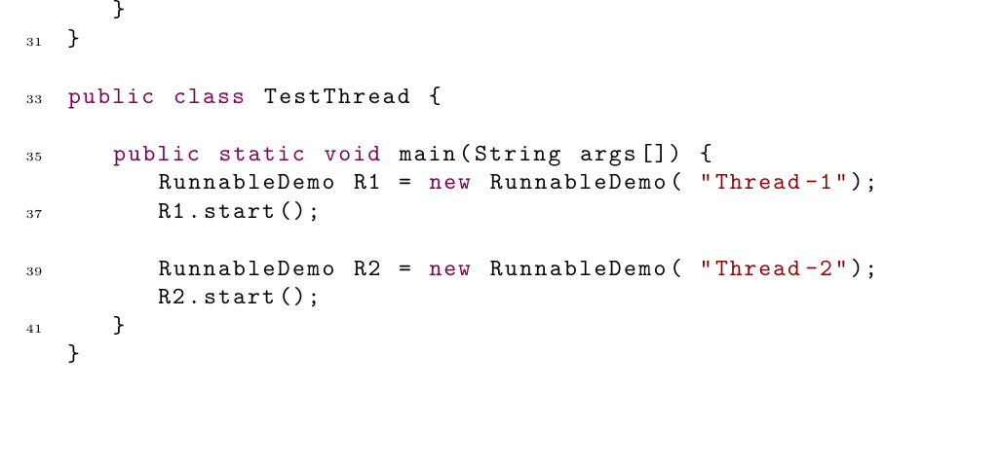 }
31 }
33 public class TestThread {
35 public static void main(String args[]) {
RunnableDemo R1 = new RunnableDemo( "Thread-1");
37 R1.start();
39 RunnableDemo R2 = new RunnableDemo( "Thread-2");
R2.start();
41 }
}